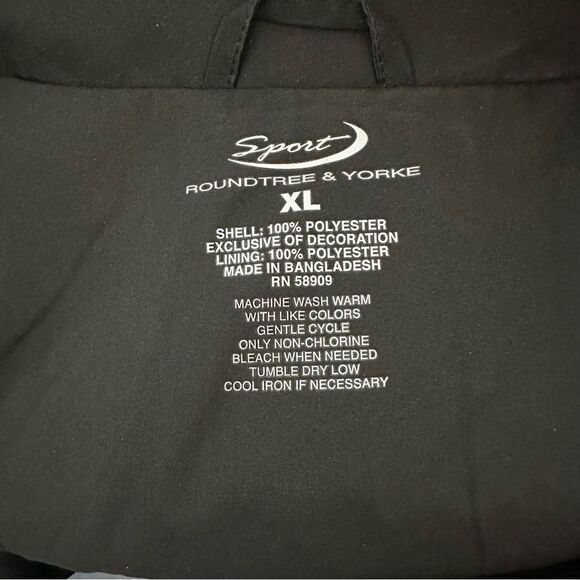 Sport
ROUNDTREE & YORKE
XL
SHELL: 100% POLYESTER
EXCLUSIVE OF DECORATION
LINING: 100% POLYESTER
MADE IN BANGLADESH
RN 58909
MACHINE WASH WARM
WITH LIKE COLORS
GENTLE CYCLE
ONLY NON-CHLORINE
BLEACH WHEN NEEDED
TUMBLE DRY LOW
COOL IRON IF NECESSARY